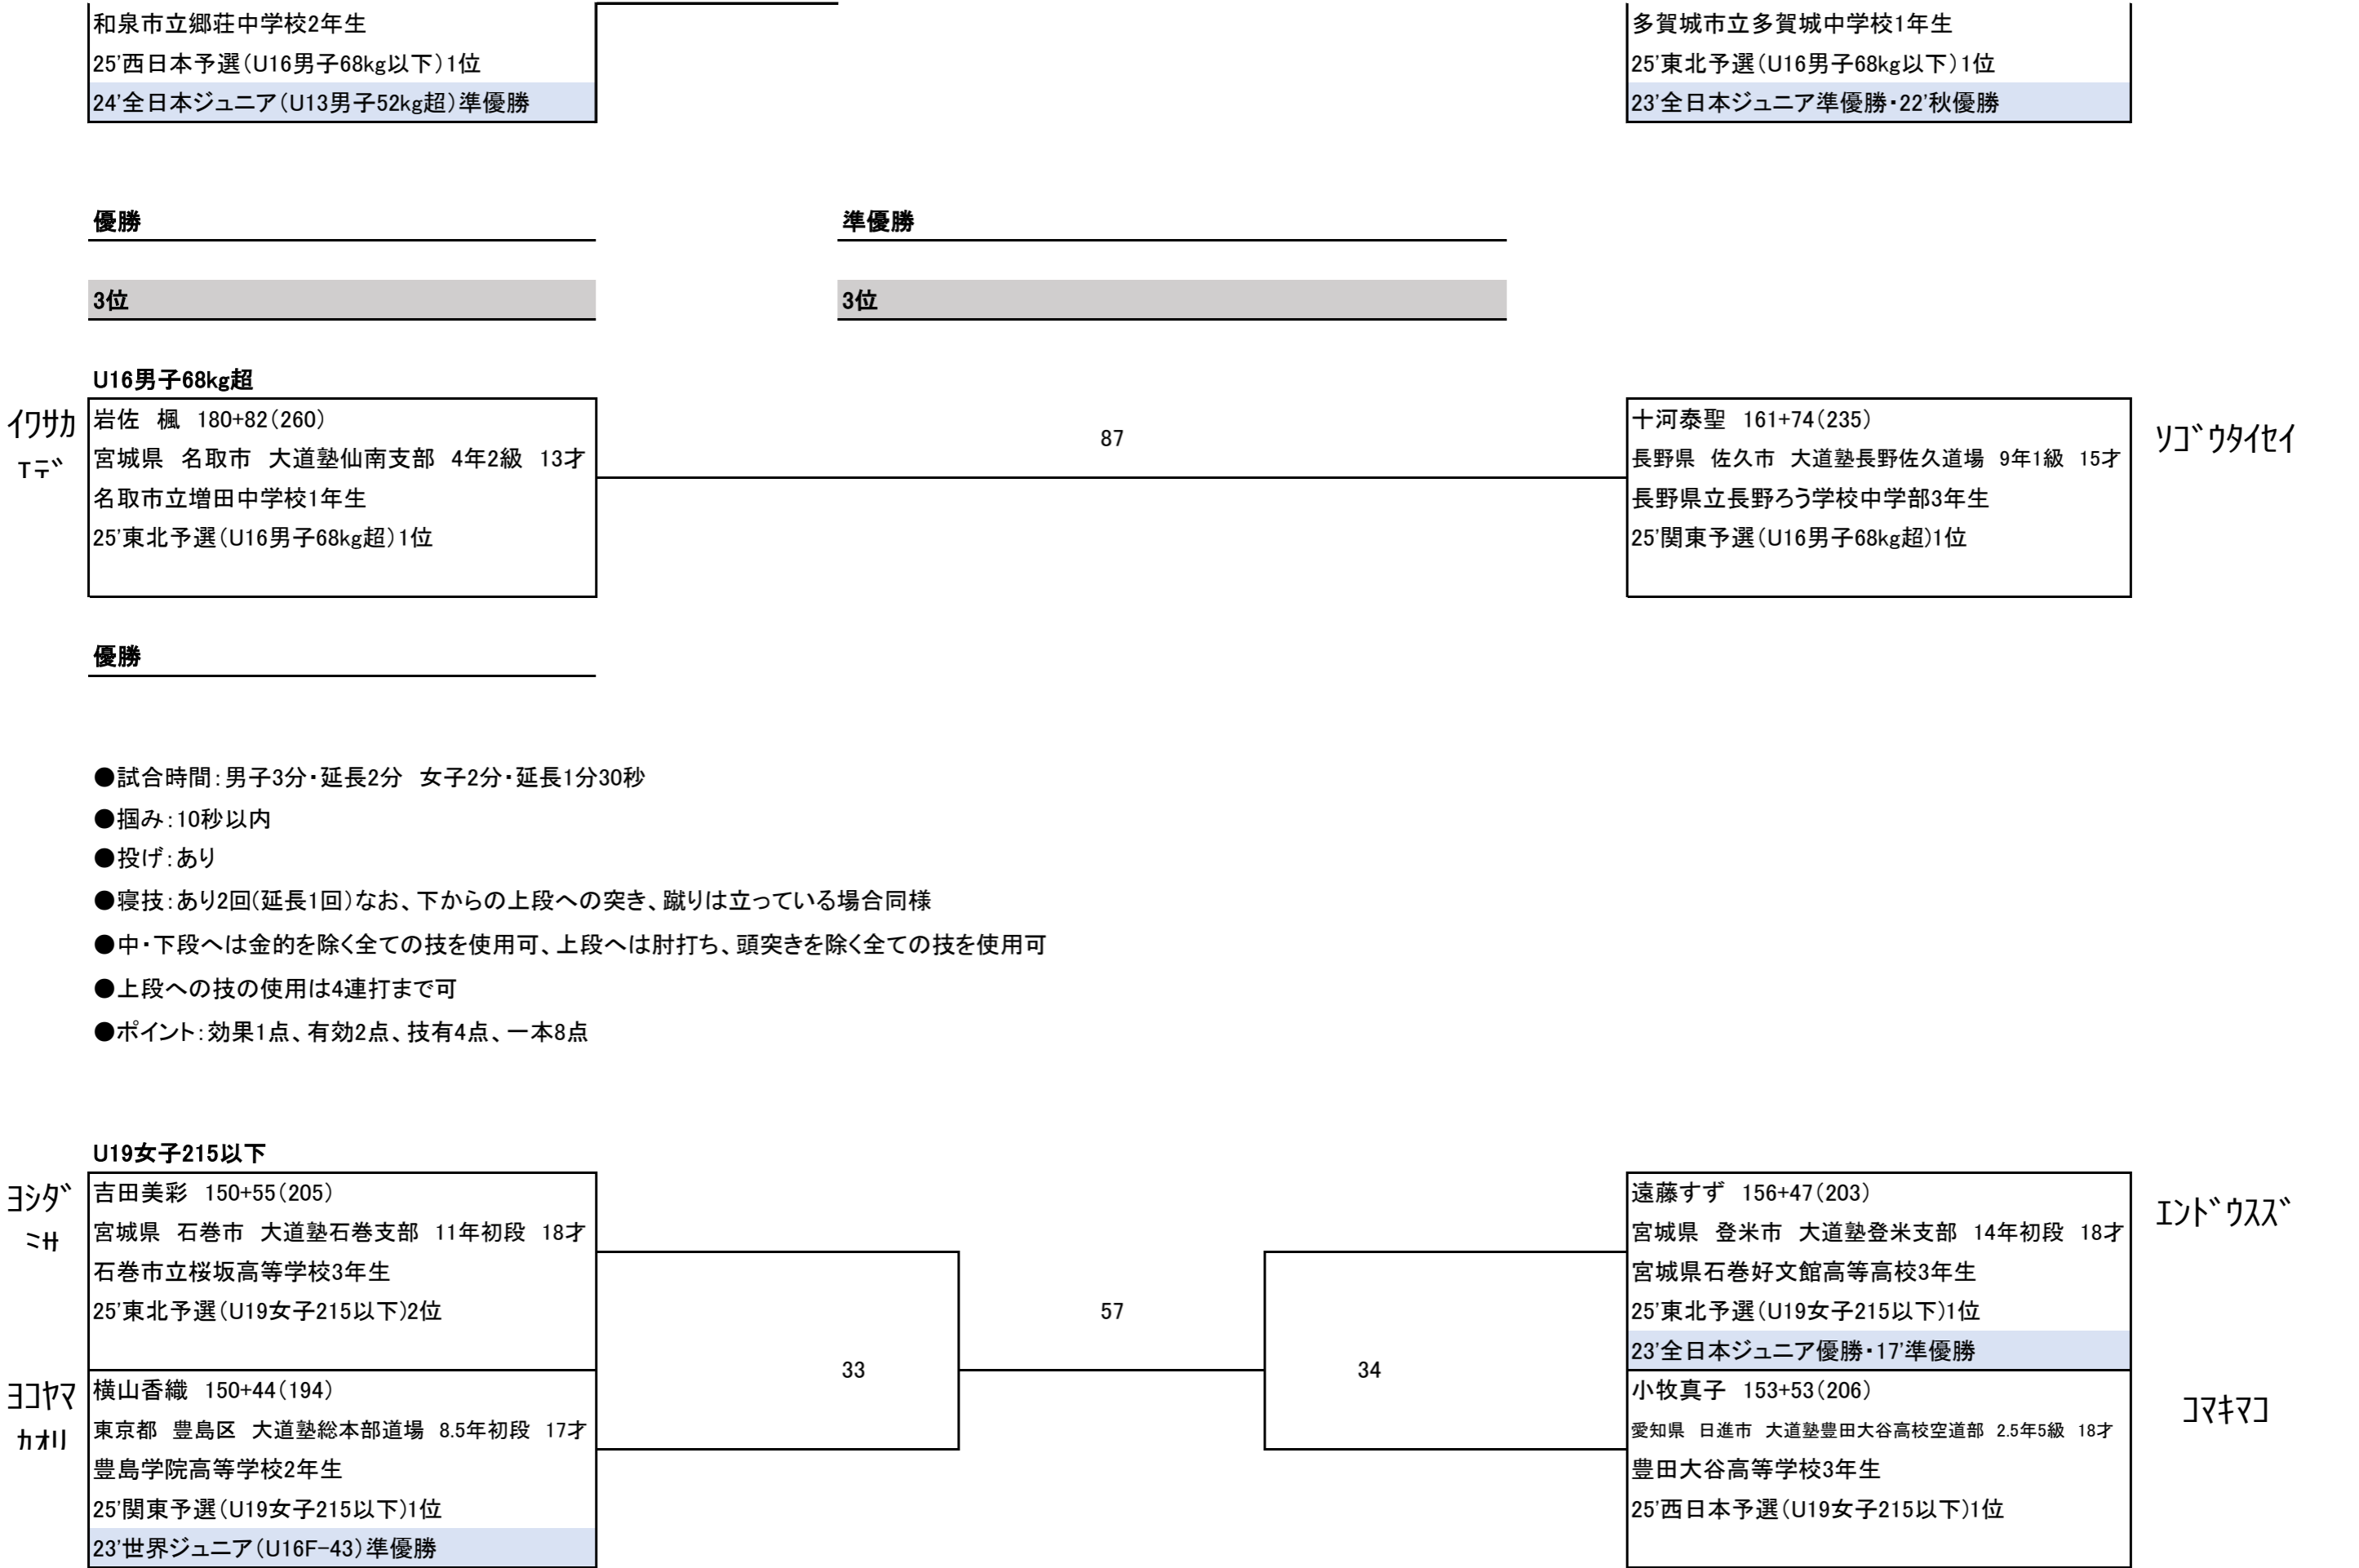 和泉市立郷荘中学校2年生
25'西日本予選(U16男子68kg以下)1位
24'全日本ジュニア(U13男子52kg超)準優勝
多賀城市立多賀城中学校1年生
25'東北予選(U16男子68kg以下)1位
23'全日本ジュニア準優勝・22'秋優勝
優勝
準優勝
3位
3位
U16男子68kg超
イワサカ
エデ
岩佐 楓 180+82(260)
宮城県 名取市 大道塾仙南支部 4年2級 13才
名取市立増田中学校1年生
25'東北予選(U16男子68kg超)1位
87
十河泰聖 161+74(235)
長野県 佐久市 大道塾長野佐久道場 9年1級 15才
長野県立長野ろう学校中学部3年生
25'関東予選(U16男子68kg超)1位
ソゴウタイセイ
優勝
●試合時間:男子3分・延長2分 女子2分・延長1分30秒
●掴み:10秒以内
●投げ:あり
●寝技:あり2回(延長1回)なお、下からの上段への突き、蹴りは立っている場合同様
●中・下段へは金的を除く全ての技を使用可、上段へは肘打ち、頭突きを除く全ての技を使用可
●上段への技の使用は4連打まで可
●ポイント:効果1点、有効2点、技有4点、一本8点
U19女子215以下
ヨシダ
ミサ
吉田美彩 150+55(205)
宮城県 石巻市 大道塾石巻支部 11年初段 18才
石巻市立桜坂高等学校3年生
25'東北予選(U19女子215以下)2位
ヨコヤマ
カオリ
横山香織 150+44(194)
東京都 豊島区 大道塾総本部道場 8.5年初段 17才
豊島学院高等学校2年生
25'関東予選(U19女子215以下)1位
23'世界ジュニア(U16F-43)準優勝
33
57
34
遠藤すず 156+47(203)
宮城県 登米市 大道塾登米支部 14年初段 18才
宮城県石巻好文館高等高校3年生
25'東北予選(U19女子215以下)1位
23'全日本ジュニア優勝・17'準優勝
エンドウスズ
小牧真子 153+53(206)
愛知県 日進市 大道塾豊田大谷高校空道部 2.5年5級 18才
豊田大谷高等学校3年生
25'西日本予選(U19女子215以下)1位
コマキマコ